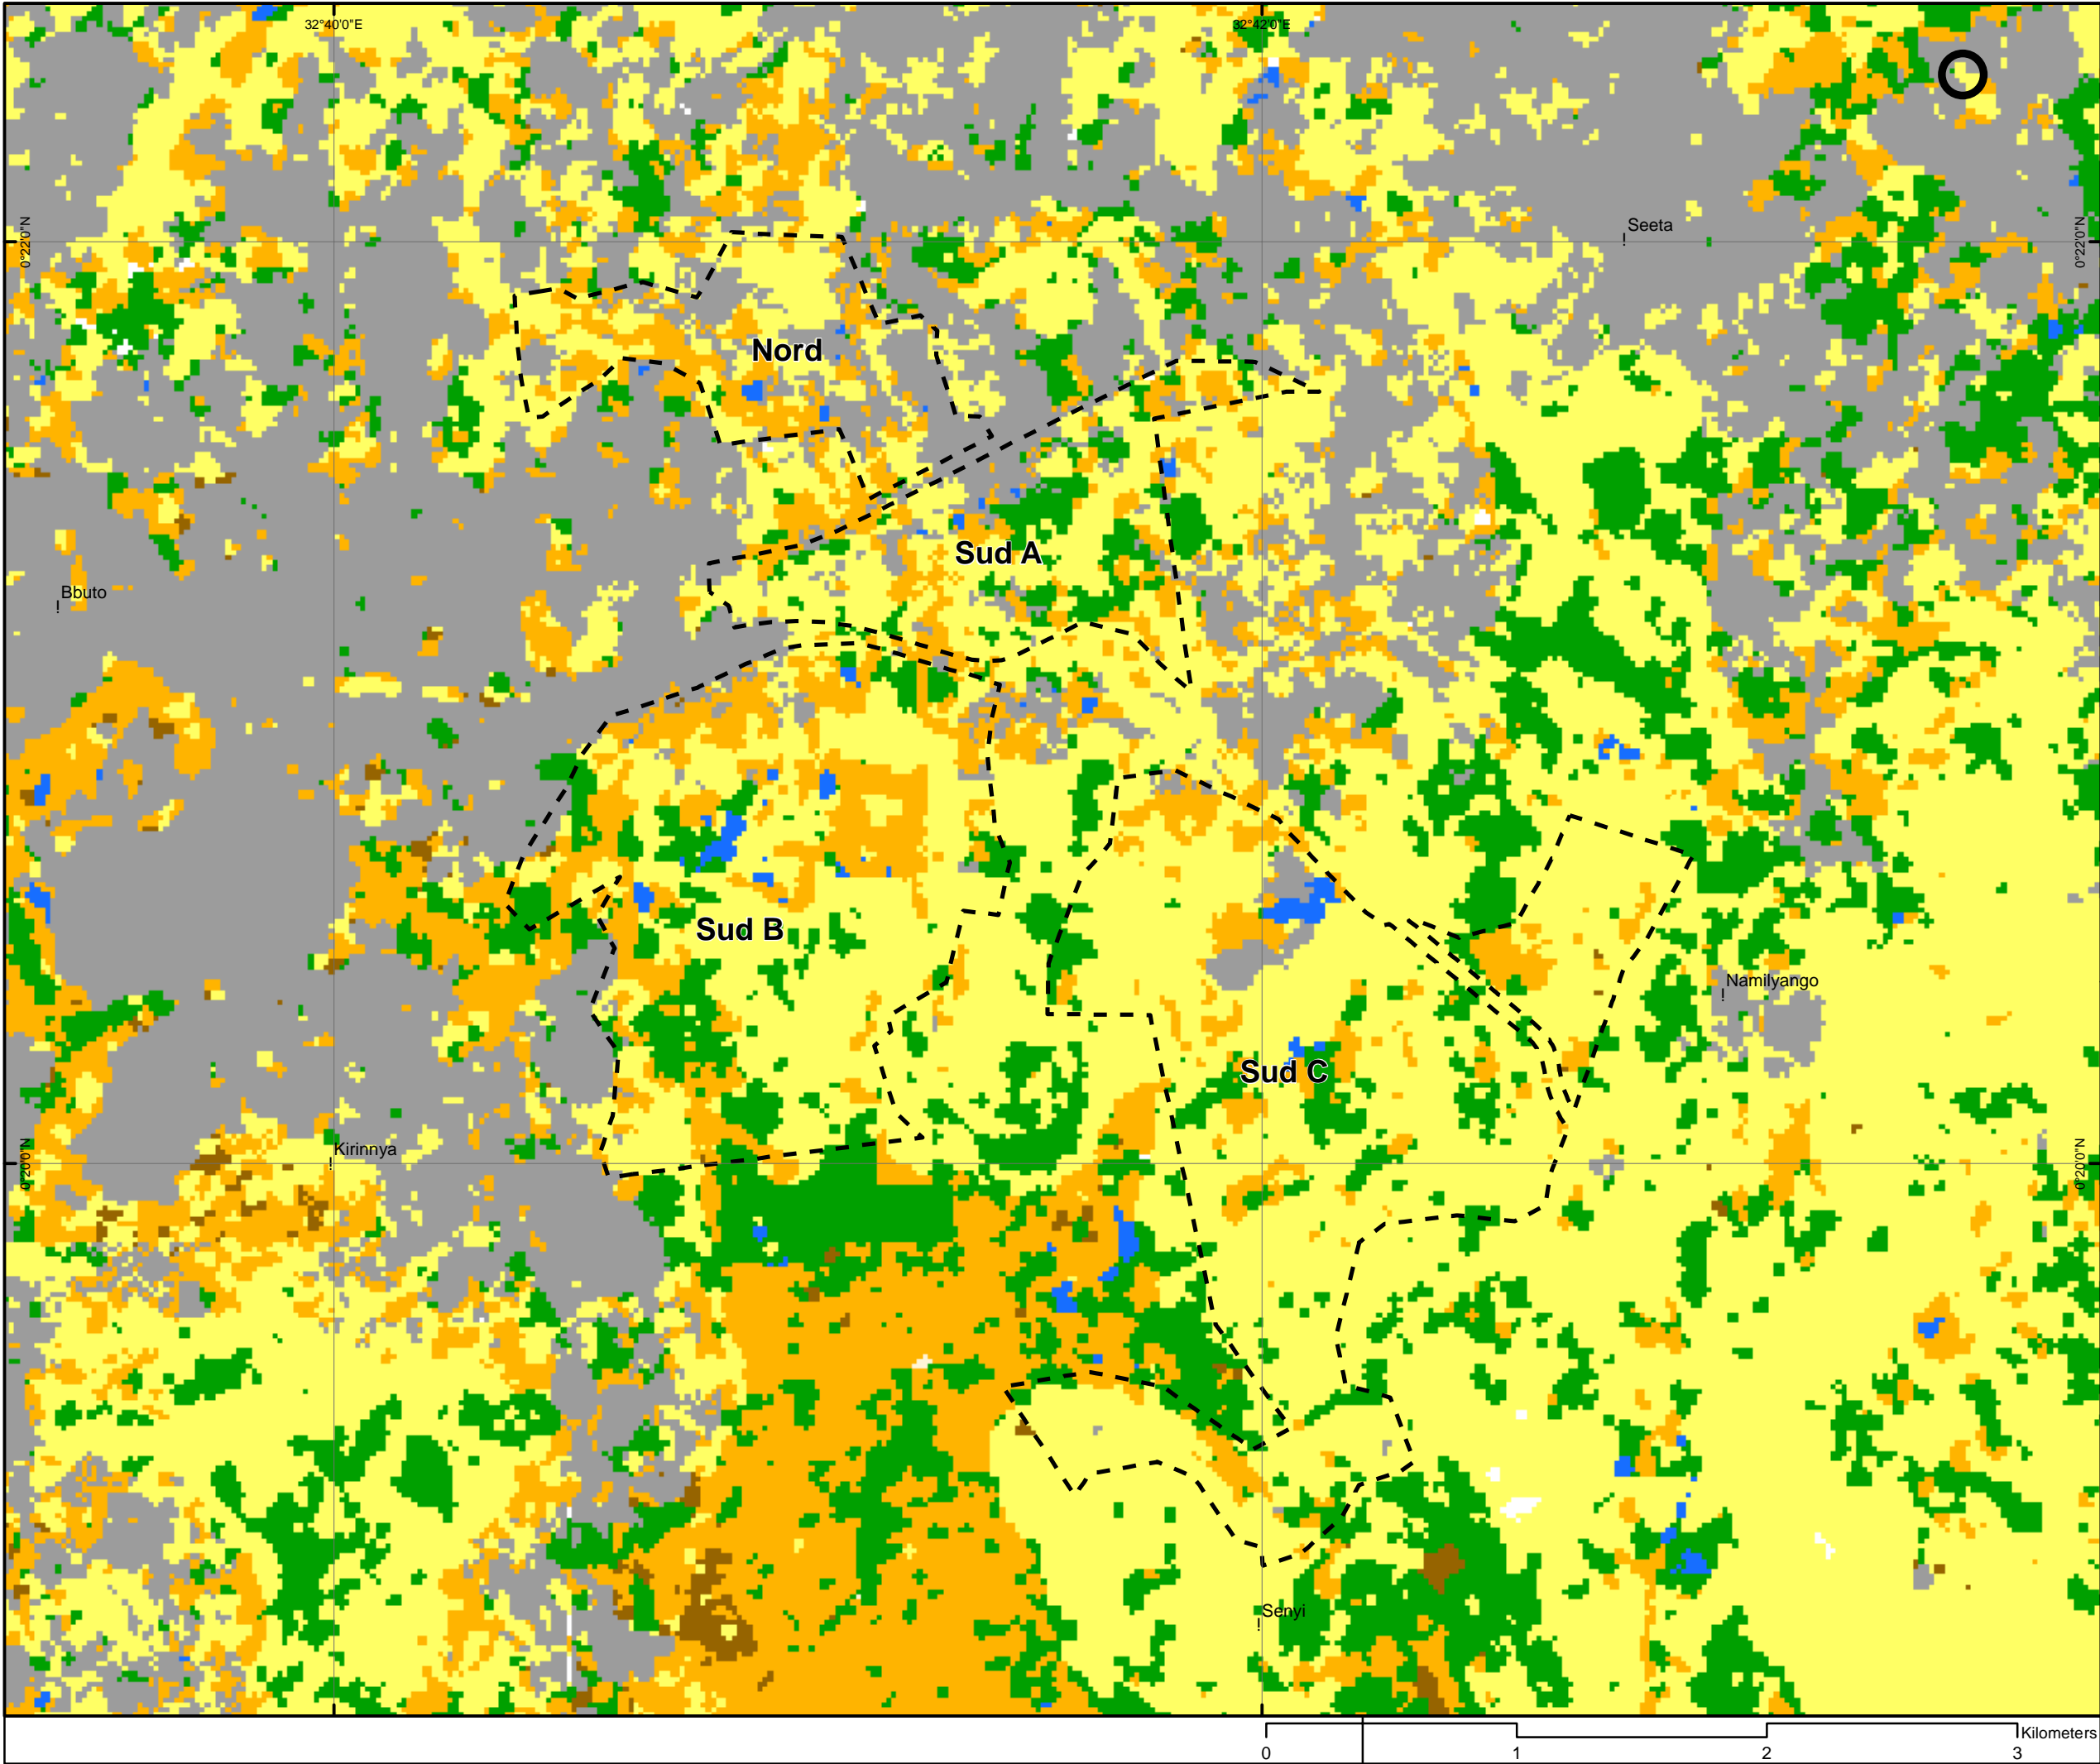 32°40'0"E
32°42'0"E
0°22'0"N
Seeta
0°22'0"N
Nord
Sud A
Bbuto
Sud B
Namilyango
Sud C
Kirinnya
0°20'0"N
0°20'0"N
Senyi
Kilometers
0 1 2 3